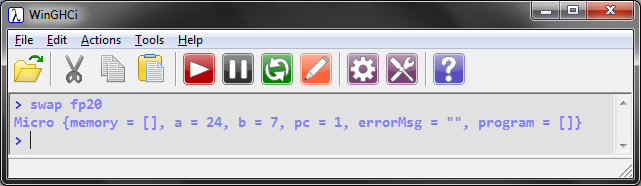 WinGHCi
File Edit Actions Tools Help
> swap fp20
Micro {memory = [], a = 24, b = 7, pc = 1, errorMsg = "", program = []}
>